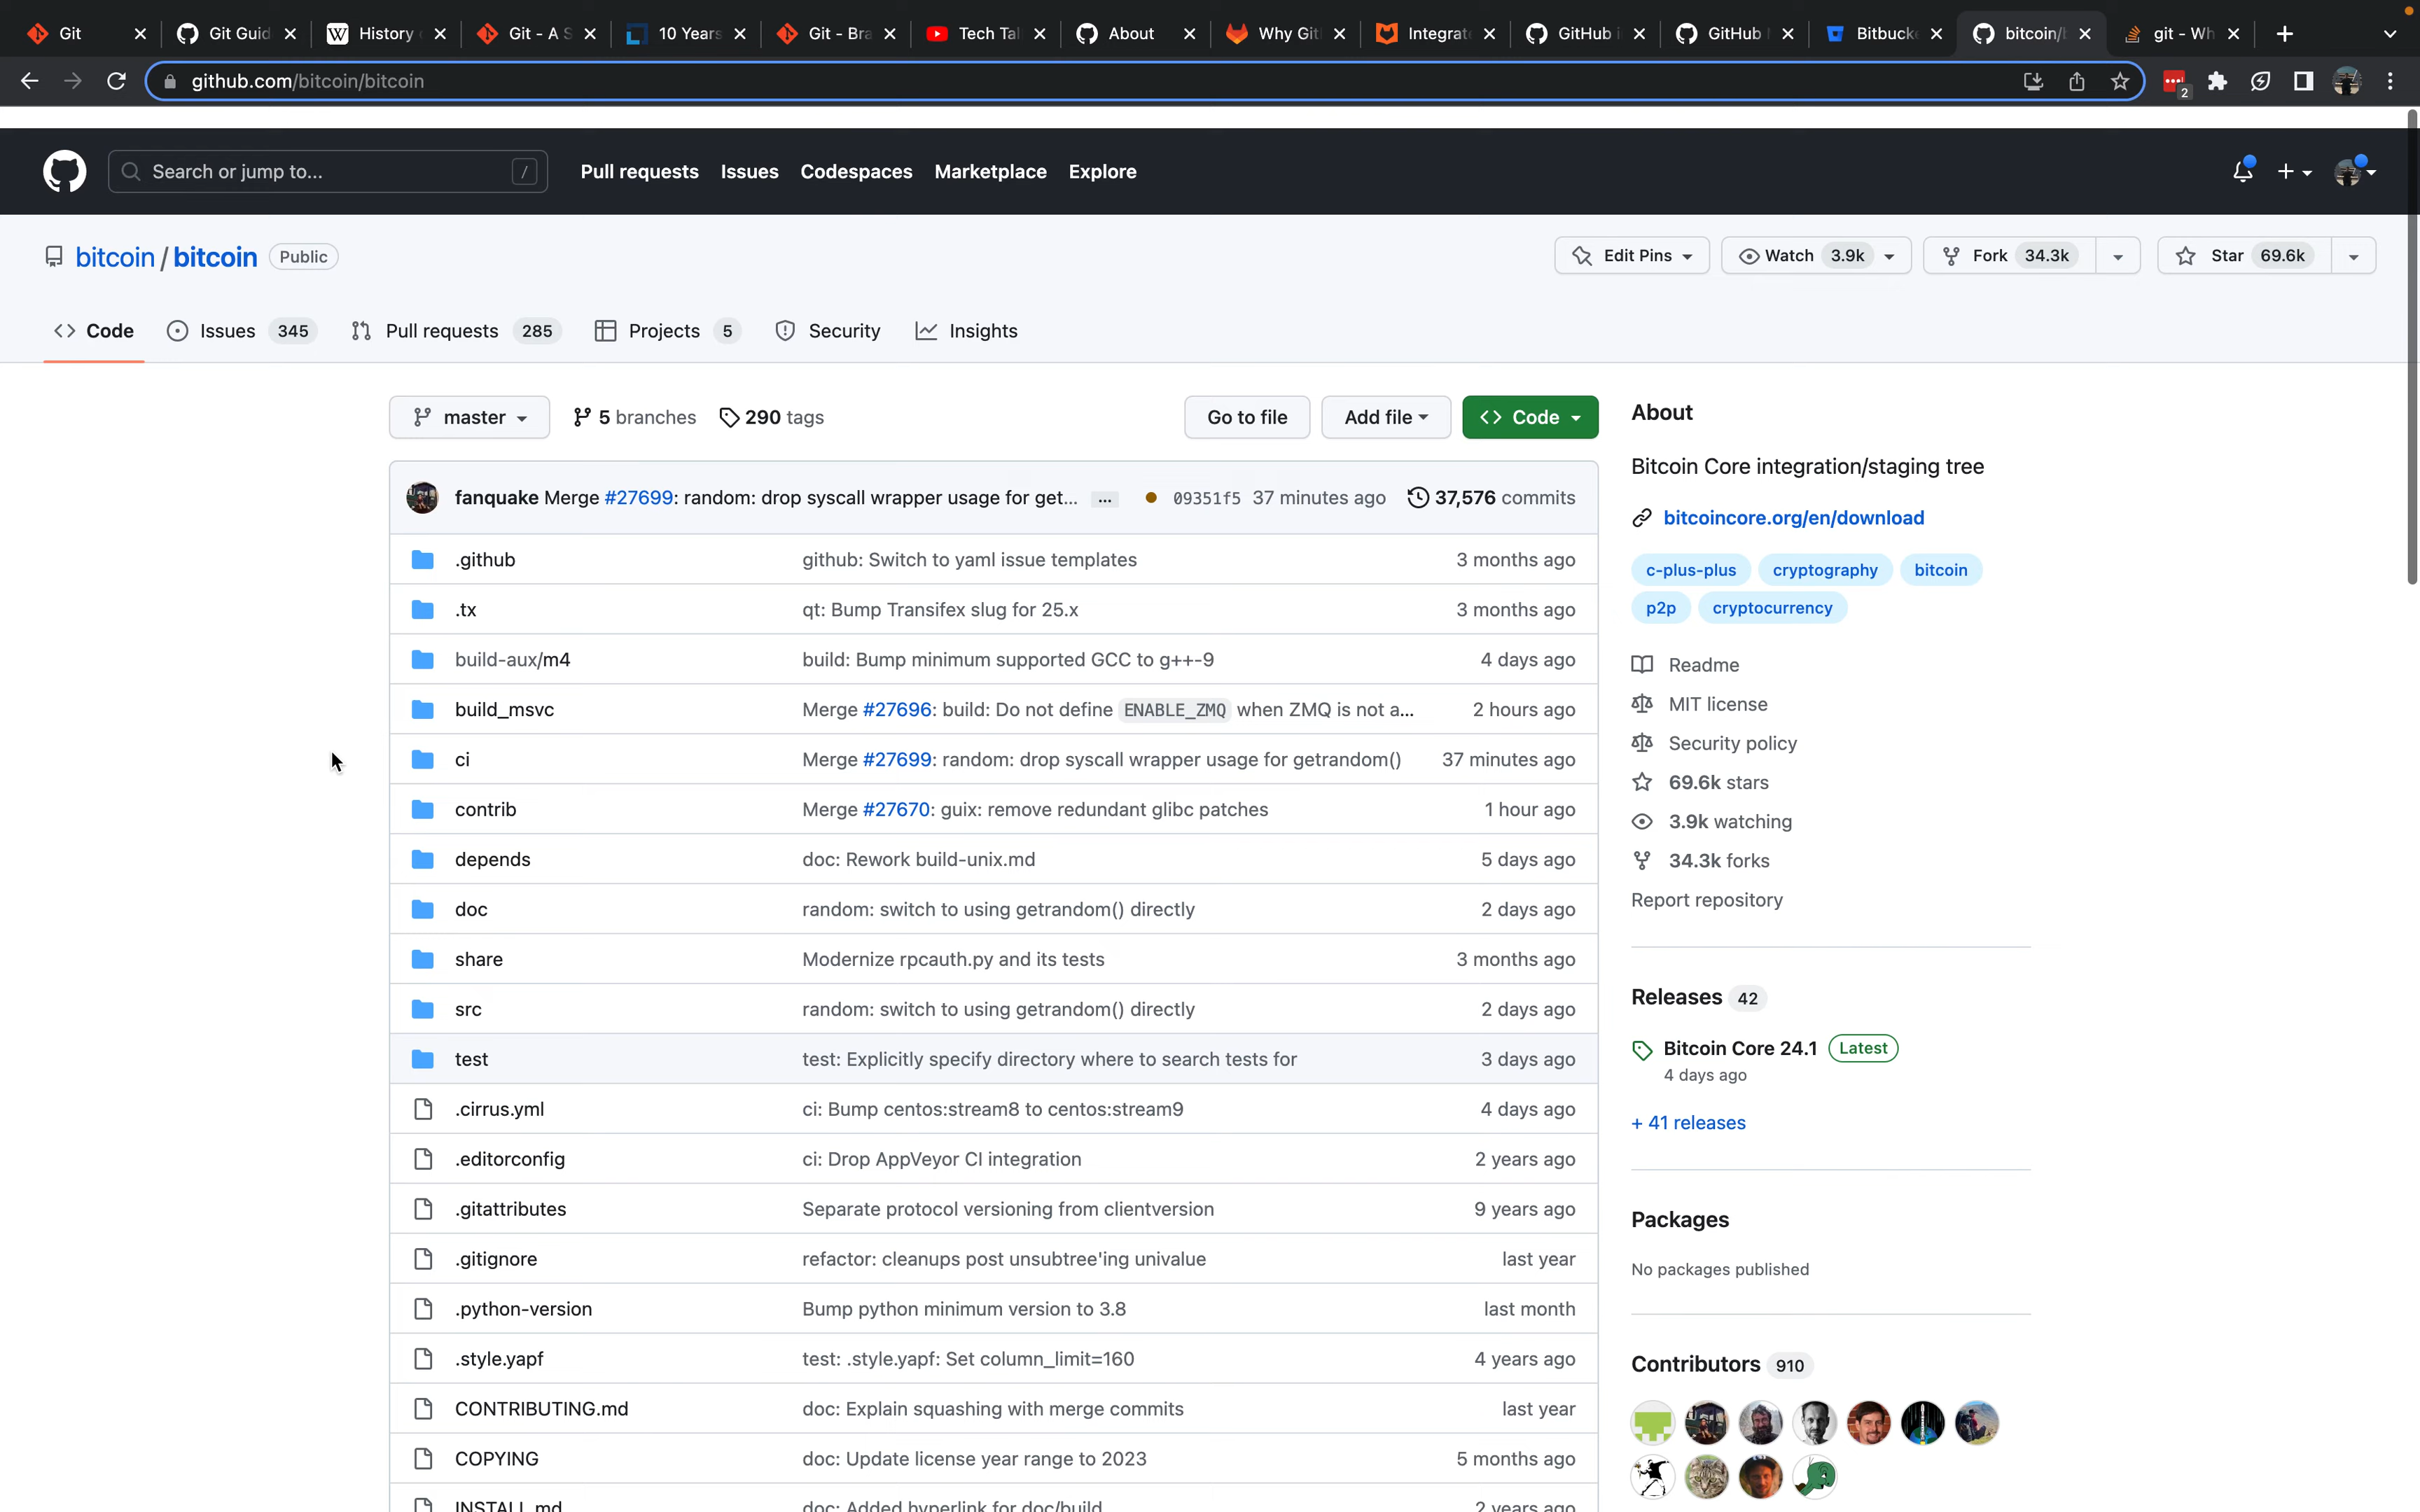 Git
Git Guid
History
Git - A S
10 Years
Git - Bra
Tech Tal
About
Why Git
Integrat
GitHub i
GitHub
Bitbuck
bitcoin/
git - Wh
github.com/bitcoin/bitcoin
2
Search or jump to... /
Pull requests Issues Codespaces Marketplace Explore
bitcoin / bitcoin Public
Edit Pins Watch 3.9k Fork 34.3k Star 69.6k
Code Issues 345 Pull requests 285 Projects 5 Security Insights
master 5 branches 290 tags Go to file Add file Code
fanquake Merge #27699: random: drop syscall wrapper usage for get... ... 09351f5 37 minutes ago 37,576 commits
.github github: Switch to yaml issue templates 3 months ago
.tx qt: Bump Transifex slug for 25.x 3 months ago
build-aux/m4 build: Bump minimum supported GCC to g++-9 4 days ago
build_msvc Merge #27696: build: Do not define ENABLE_ZMQ when ZMQ is not a... 2 hours ago
ci Merge #27699: random: drop syscall wrapper usage for getrandom() 37 minutes ago
contrib Merge #27670: guix: remove redundant glibc patches 1 hour ago
depends doc: Rework build-unix.md 5 days ago
doc random: switch to using getrandom() directly 2 days ago
share Modernize rpcauth.py and its tests 3 months ago
src random: switch to using getrandom() directly 2 days ago
test test: Explicitly specify directory where to search tests for 3 days ago
.cirrus.yml ci: Bump centos:stream8 to centos:stream9 4 days ago
.editorconfig ci: Drop AppVeyor CI integration 2 years ago
.gitattributes Separate protocol versioning from clientversion 9 years ago
.gitignore refactor: cleanups post unsubtree'ing univalue last year
.python-version Bump python minimum version to 3.8 last month
.style.yapf test: .style.yapf: Set column_limit=160 4 years ago
CONTRIBUTING.md doc: Explain squashing with merge commits last year
COPYING doc: Update license year range to 2023 5 months ago
INSTALL.md doc: Added hyperlink for doc/build 2 years ago
About
Bitcoin Core integration/staging tree
bitcoincore.org/en/download
c-plus-plus cryptography bitcoin
p2p cryptocurrency
Readme
MIT license
Security policy
69.6k stars
3.9k watching
34.3k forks
Report repository
Releases 42
Bitcoin Core 24.1 Latest
4 days ago
+ 41 releases
Packages
No packages published
Contributors 910